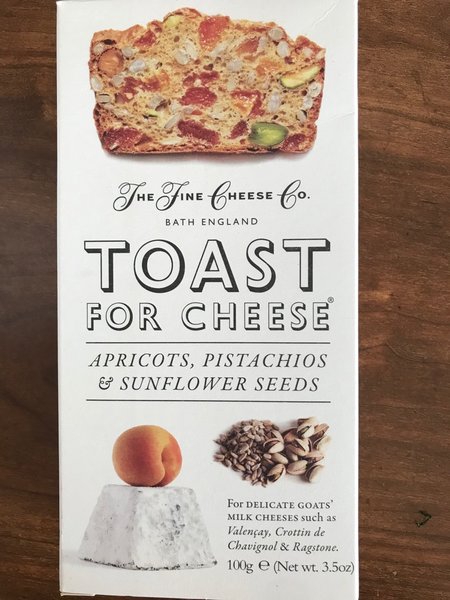 The Fine Cheese Co.
BATH ENGLAND
TOAST
FOR CHEESE®
APRICOTS, PISTACHIOS
& SUNFLOWER SEEDS
For DELICATE GOATS'
MILK CHEESES such as
Valençay, Crottin de
Chavignol & Ragstone.
100g ℮ (Net wt. 3.5oz)